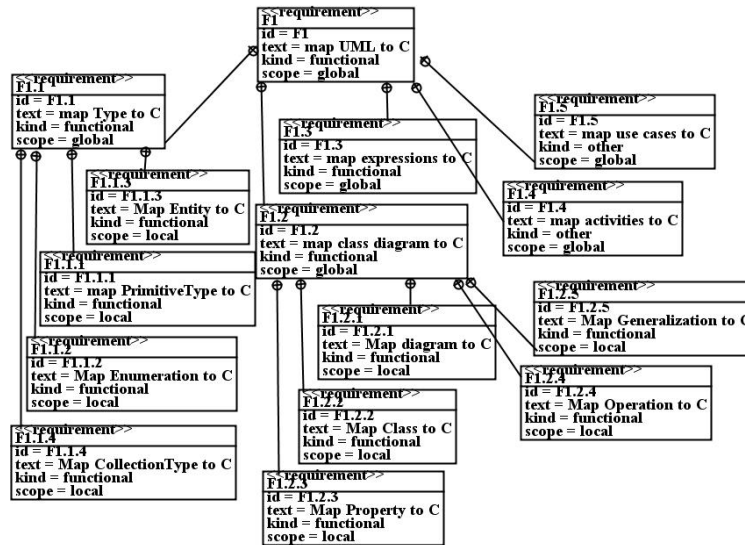 <<requirement>>
F1
id = F1
text = map UML to C
kind = functional
scope = global
<<requirement>>
F1.1
id = F1.1
text = map Type to C
kind = functional
scope = global
<<requirement>>
F1.5
id = F1.5
text = map use cases to C
kind = other
scope = global
<<requirement>>
F1.3
id = F1.3
text = map expressions to C
kind = functional
scope = global
<<requirement>>
F1.1.3
id = F1.1.3
text = Map Entity to C
kind = functional
scope = local
<<requirement>>
F1.4
id = F1.4
text = map activities to C
kind = other
scope = global
<<requirement>>
F1.2
id = F1.2
text = map class diagram to C
kind = functional
scope = global
<<requirement>>
F1.1.1
id = F1.1.1
text = map PrimitiveType to C
kind = functional
scope = local
<<requirement>>
F1.2.5
id = F1.2.5
text = Map Generalization to C
kind = functional
scope = local
<<requirement>>
F1.2.1
id = F1.2.1
text = Map diagram to C
kind = functional
scope = local
<<requirement>>
F1.1.2
id = F1.1.2
text = Map Enumeration to C
kind = functional
scope = local
<<requirement>>
F1.2.4
id = F1.2.4
text = Map Operation to C
kind = functional
scope = local
<<requirement>>
F1.2.2
id = F1.2.2
text = Map Class to C
kind = functional
scope = local
<<requirement>>
F1.1.4
id = F1.1.4
text = Map CollectionType to C
kind = functional
scope = local
<<requirement>>
F1.2.3
id = F1.2.3
text = Map Property to C
kind = functional
scope = local